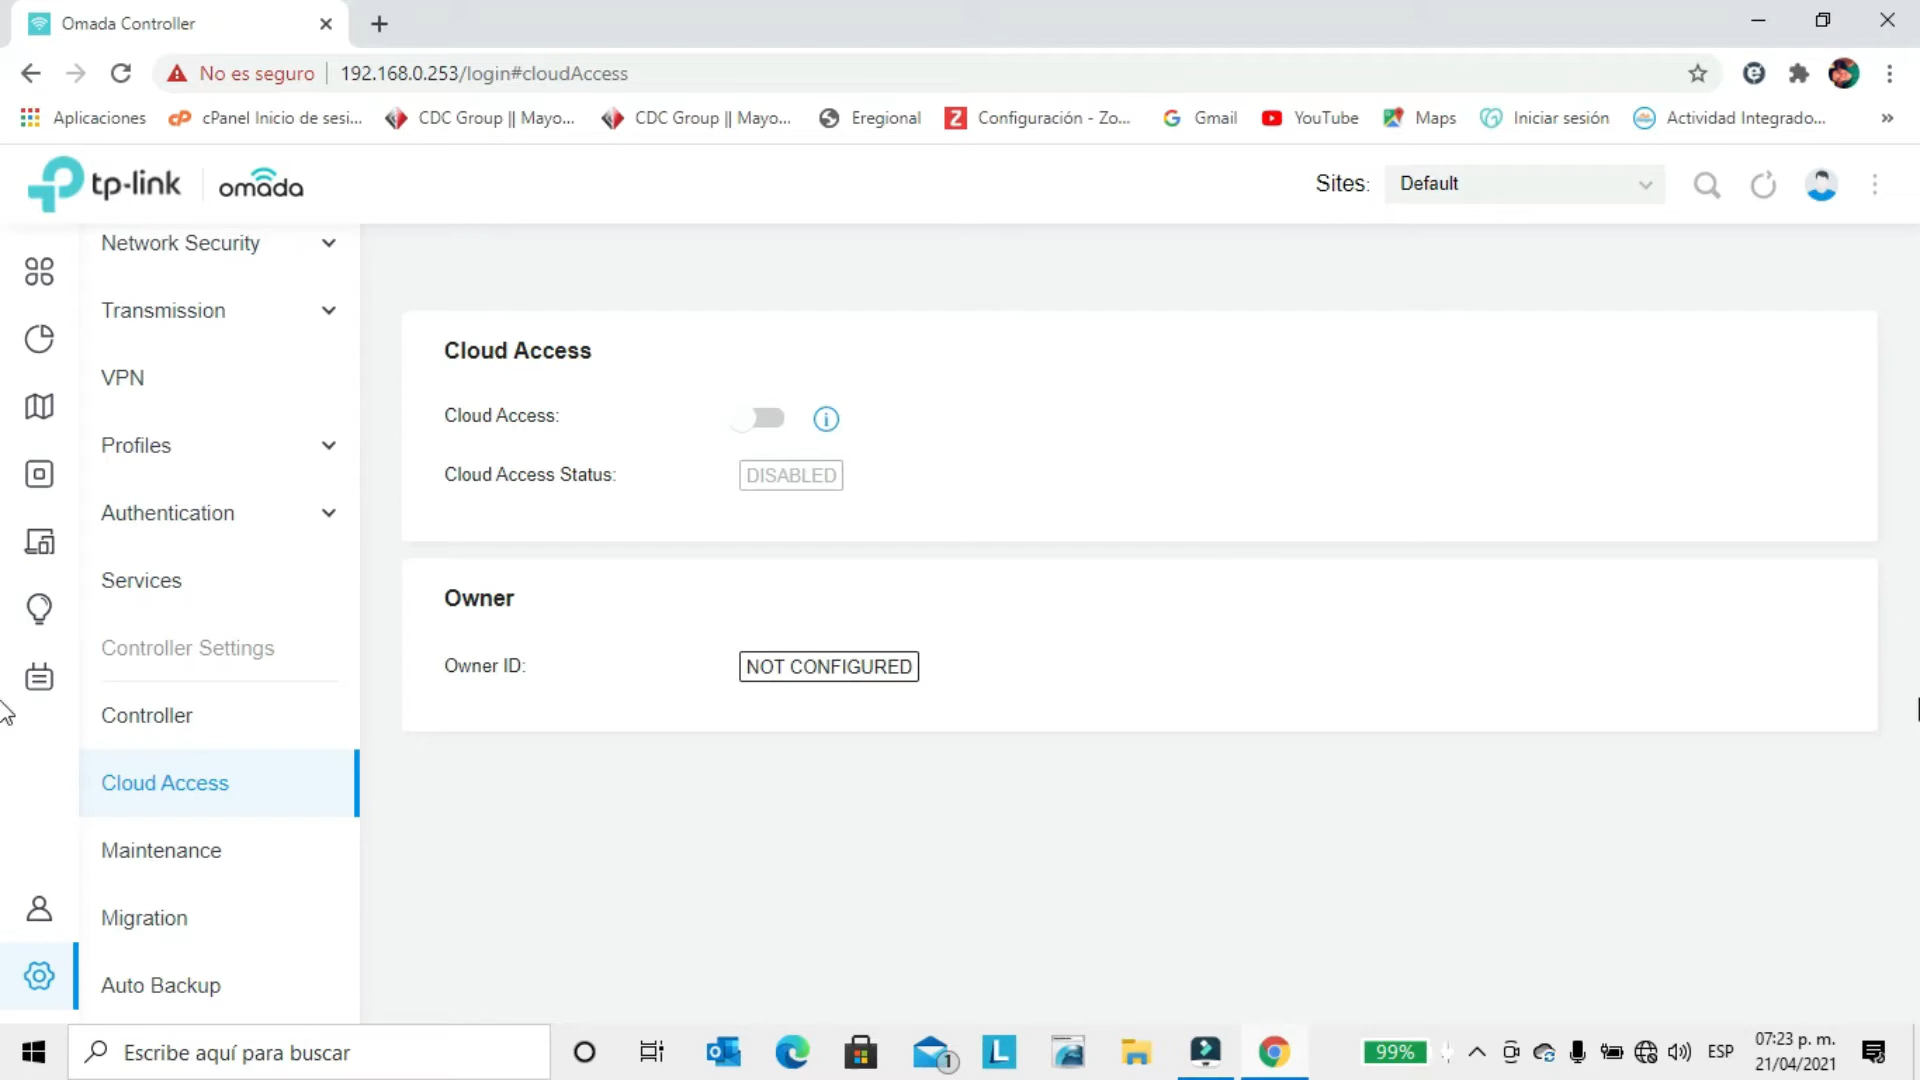 Omada Controller
No es seguro
192.168.0.253/login#cloudAccess
Aplicaciones
cPanel Inicio de sesi...
CDC Group || Mayo...
CDC Group || Mayo...
Eregional
Configuración - Zo...
Gmail
YouTube
Maps
Iniciar sesión
Actividad Integrado...
»
tp-link
omada
Sites:
Default
Network Security
Transmission
VPN
Profiles
Authentication
Services
Controller Settings
Controller
Cloud Access
Maintenance
Migration
Auto Backup
Cloud Access
Cloud Access:
Cloud Access Status:
DISABLED
Owner
Owner ID:
NOT CONFIGURED
Escribe aquí para buscar
1
L
99%
ESP
07:23 p. m.
21/04/2021